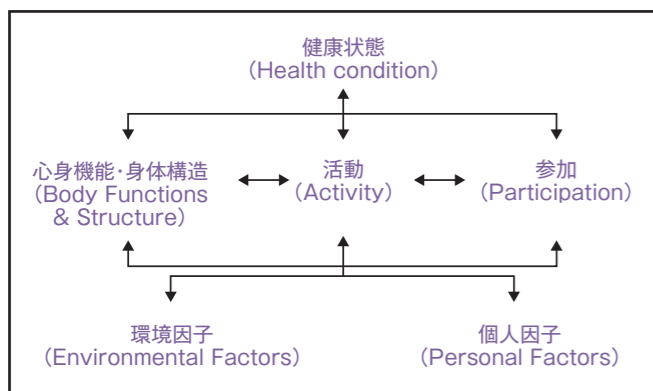 健康状態
（Health condition）
心身機能・身体構造
（Body Functions
& Structure）
活動
（Activity）
参加
（Participation）
環境因子
（Environmental Factors）
個人因子
（Personal Factors）